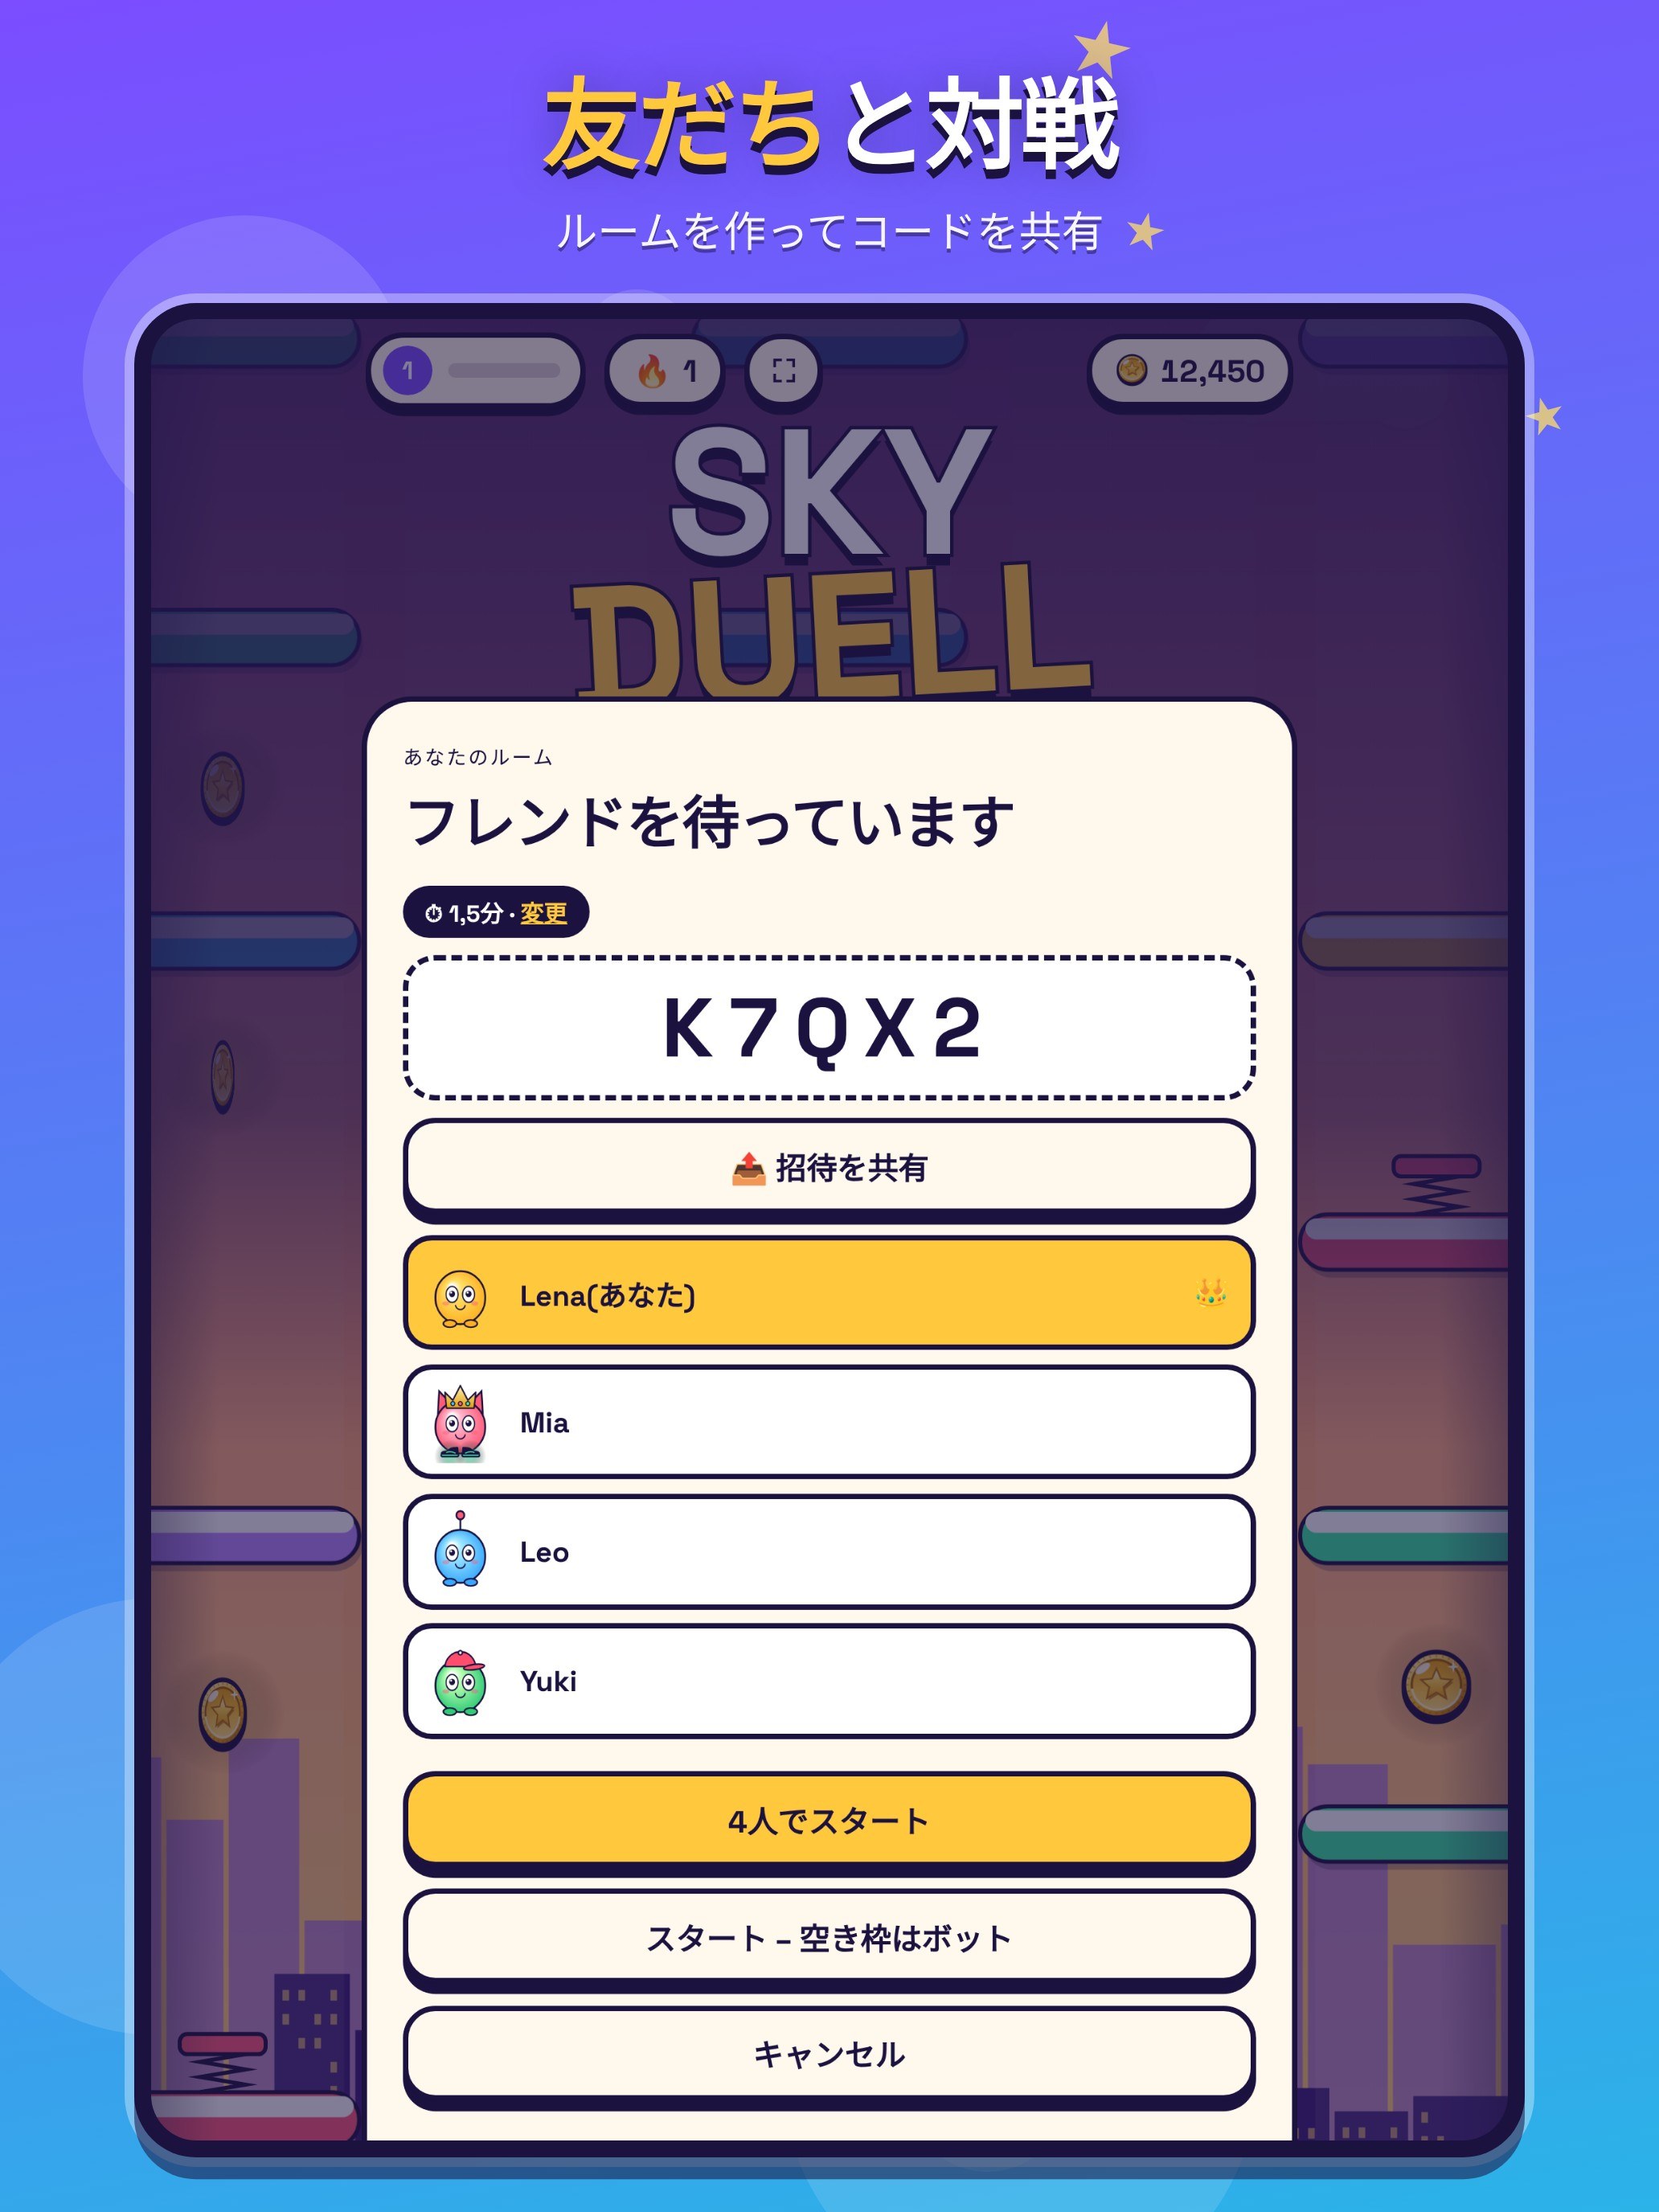 友だちと対戦
ルームを作ってコードを共有
1
🔥 1
12,450
SKY
DUELL
あなたのルーム
フレンドを待っています
⏱ 1,5分 · 変更
K7QX2
📤 招待を共有
Lena(あなた)
Mia
Leo
Yuki
4人でスタート
スタート – 空き枠はボット
キャンセル